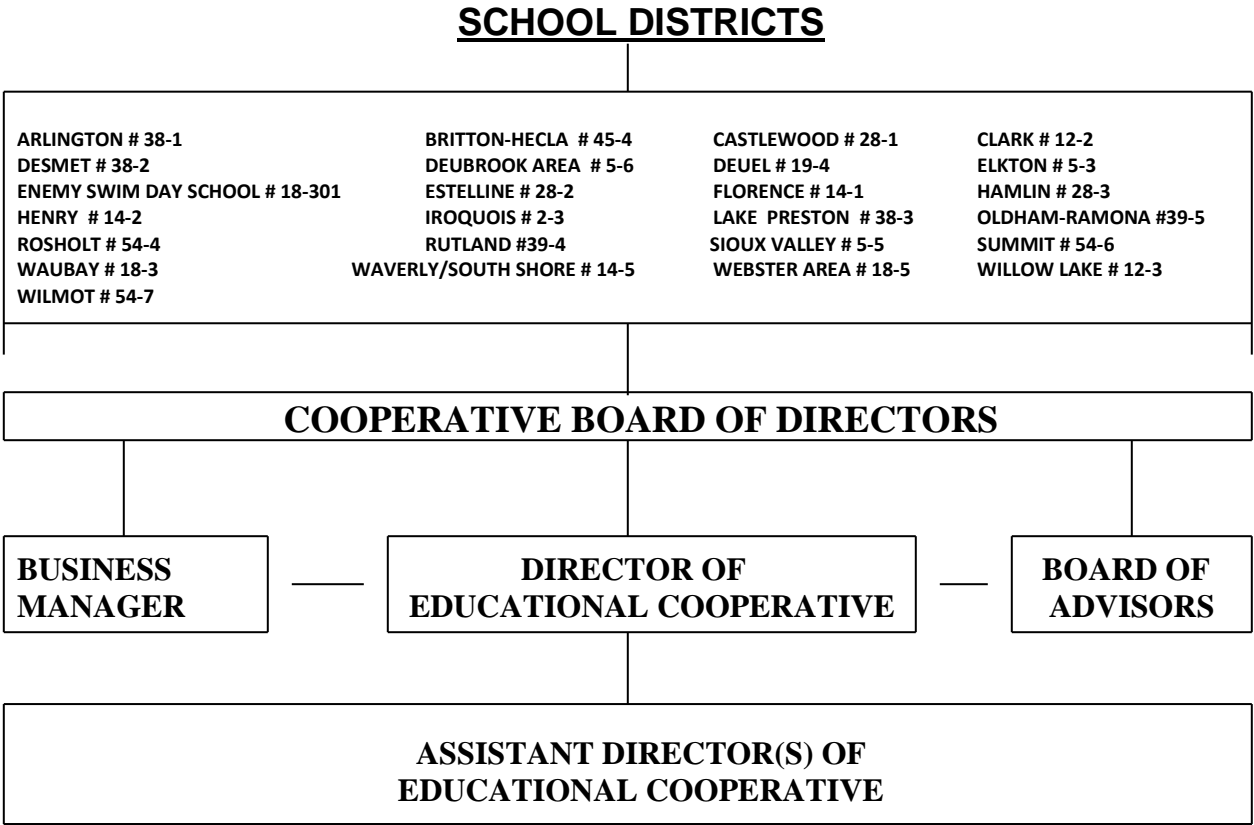 SCHOOL DISTRICTS
ARLINGTON # 38-1 BRITTON-HECLA # 45-4 CASTLEWOOD # 28-1 CLARK # 12-2
DESMET # 38-2 DEUBROOK AREA # 5-6 DEUEL # 19-4 ELKTON # 5-3
ENEMY SWIM DAY SCHOOL # 18-301 ESTELLINE # 28-2 FLORENCE # 14-1 HAMLIN # 28-3
HENRY # 14-2 IROQUOIS # 2-3 LAKE PRESTON # 38-3 OLDHAM-RAMONA #39-5
ROSHOLT # 54-4 RUTLAND #39-4 SIOUX VALLEY # 5-5 SUMMIT # 54-6
WAUBAY # 18-3 WAVERLY/SOUTH SHORE # 14-5 WEBSTER AREA # 18-5 WILLOW LAKE # 12-3
WILMOT # 54-7
COOPERATIVE BOARD OF DIRECTORS
BUSINESS
MANAGER
DIRECTOR OF
EDUCATIONAL COOPERATIVE
BOARD OF
ADVISORS
ASSISTANT DIRECTOR(S) OF
EDUCATIONAL COOPERATIVE